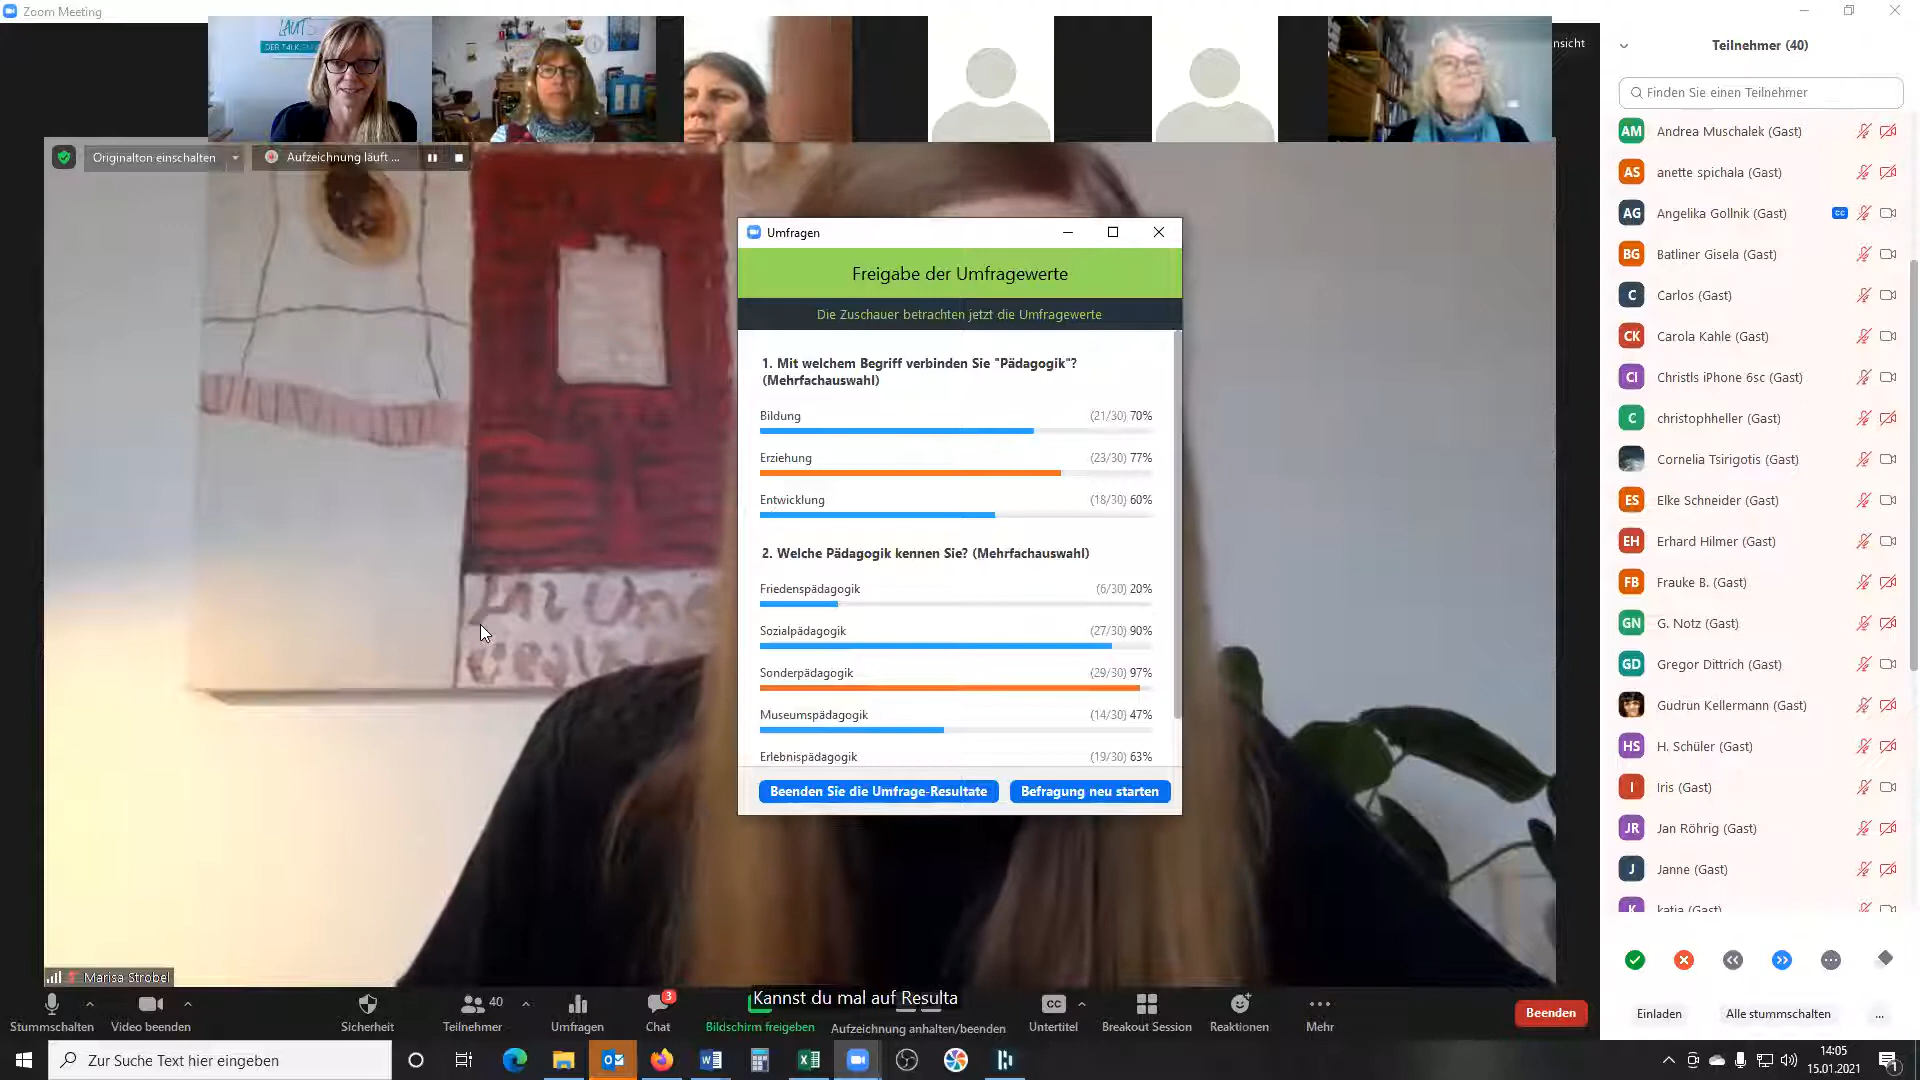 Zoom Meeting
LAUT
DER TALK
nsicht
Originalton einschalten
Aufzeichnung läuft ...
Umfragen
Freigabe der Umfragewerte
Die Zuschauer betrachten jetzt die Umfragewerte
1. Mit welchem Begriff verbinden Sie "Pädagogik"?
(Mehrfachauswahl)
Bildung (21/30) 70%
Erziehung (23/30) 77%
Entwicklung (18/30) 60%
2. Welche Pädagogik kennen Sie? (Mehrfachauswahl)
Friedenspädagogik (6/30) 20%
Sozialpädagogik (27/30) 90%
Sonderpädagogik (29/30) 97%
Museumspädagogik (14/30) 47%
Erlebnispädagogik (19/30) 63%
Beenden Sie die Umfrage-Resultate
Befragung neu starten
Teilnehmer (40)
Finden Sie einen Teilnehmer
AM Andrea Muschalek (Gast)
AS anette spichala (Gast)
AG Angelika Gollnik (Gast) CC
BG Batliner Gisela (Gast)
C Carlos (Gast)
CK Carola Kahle (Gast)
CI Christls iPhone 6sc (Gast)
C christophheller (Gast)
Cornelia Tsirigotis (Gast)
ES Elke Schneider (Gast)
EH Erhard Hilmer (Gast)
FB Frauke B. (Gast)
GN G. Notz (Gast)
GD Gregor Dittrich (Gast)
Gudrun Kellermann (Gast)
HS H. Schüler (Gast)
I Iris (Gast)
JR Jan Röhrig (Gast)
J Janne (Gast)
K katja (Gast)
Einladen
Alle stummschalten
...
Marisa Strobel
Kannst du mal auf Resulta
Stummschalten
Video beenden
Sicherheit
40
Teilnehmer
Umfragen
3
Chat
Bildschirm freigeben
Aufzeichnung anhalten/beenden
CC
Untertitel
Breakout Session
Reaktionen
Mehr
Beenden
Zur Suche Text hier eingeben
14:05
15.01.2021
1